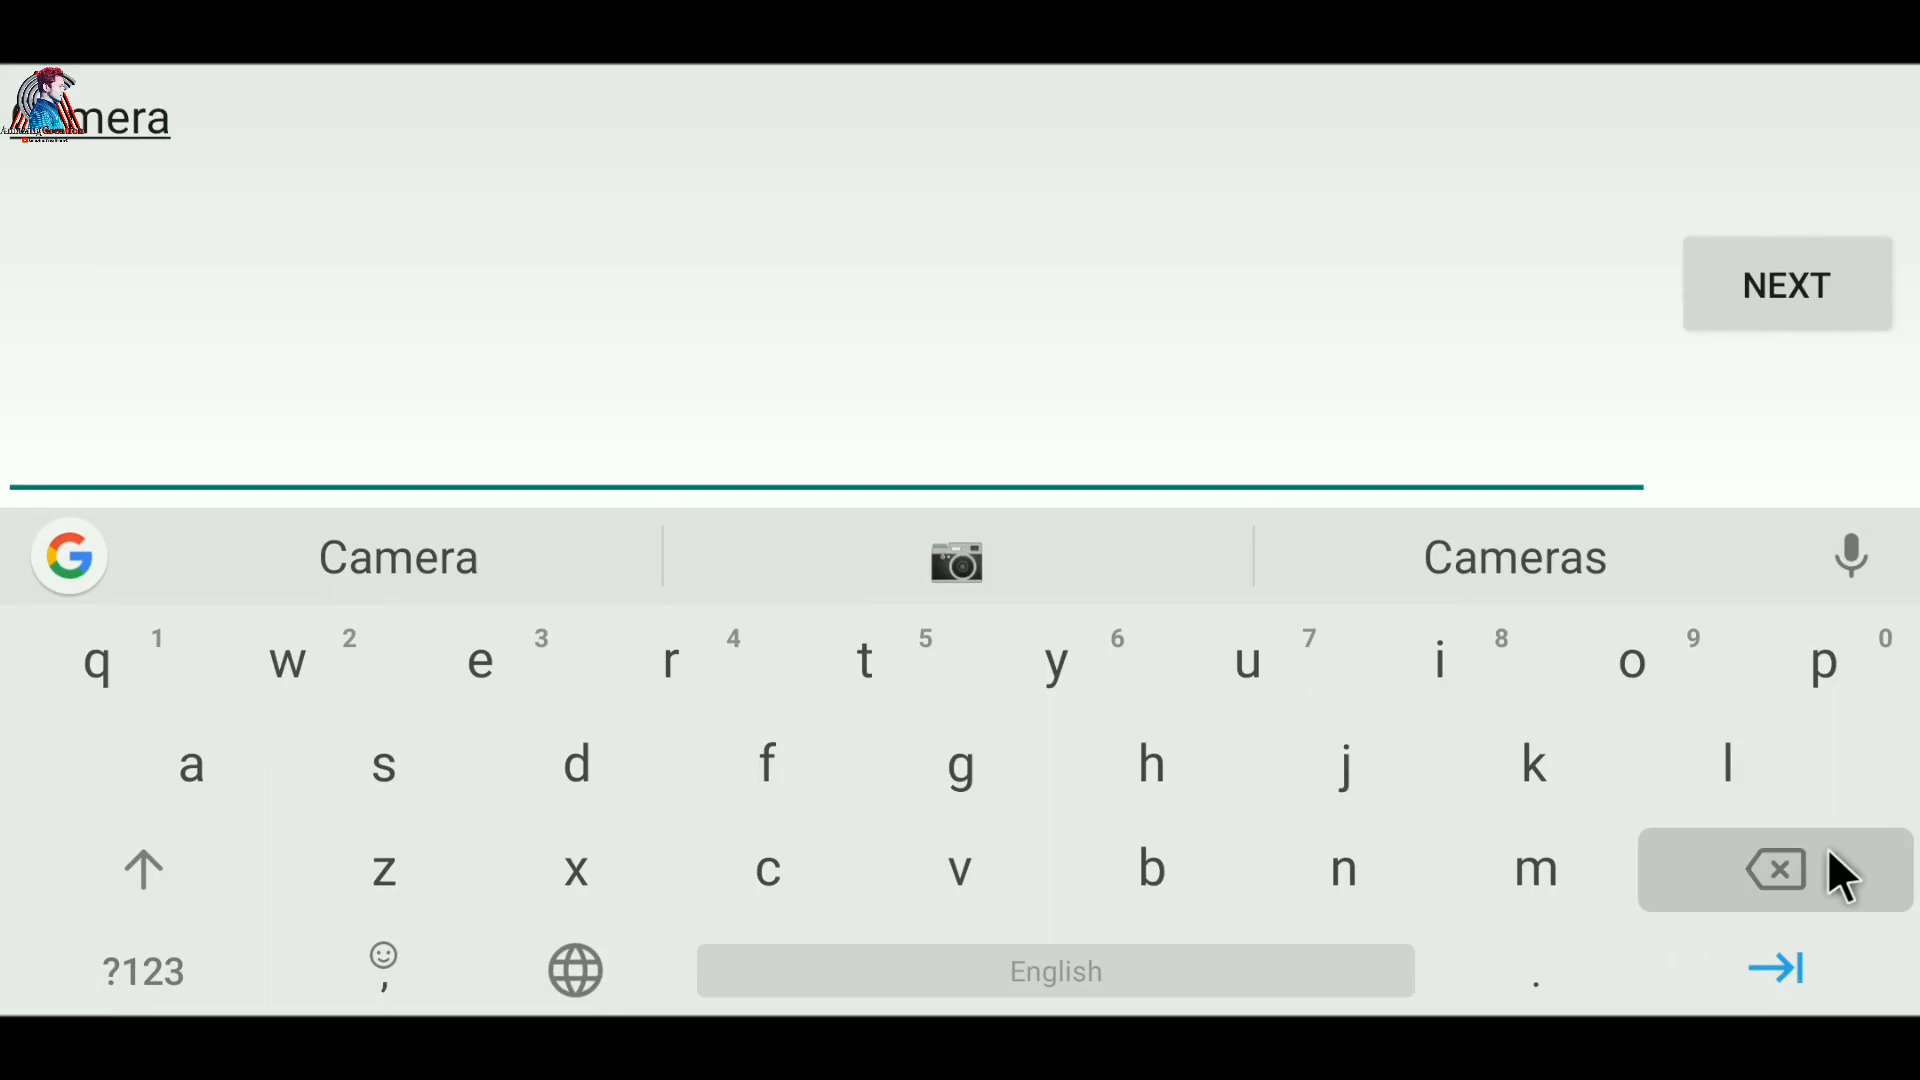 mera
NEXT
Camera
Cameras
1 2 3 4 5 6 7 8 9 0
q w e r t y u i o p
a s d f g h j k l
z x c v b n m
?123 , English .